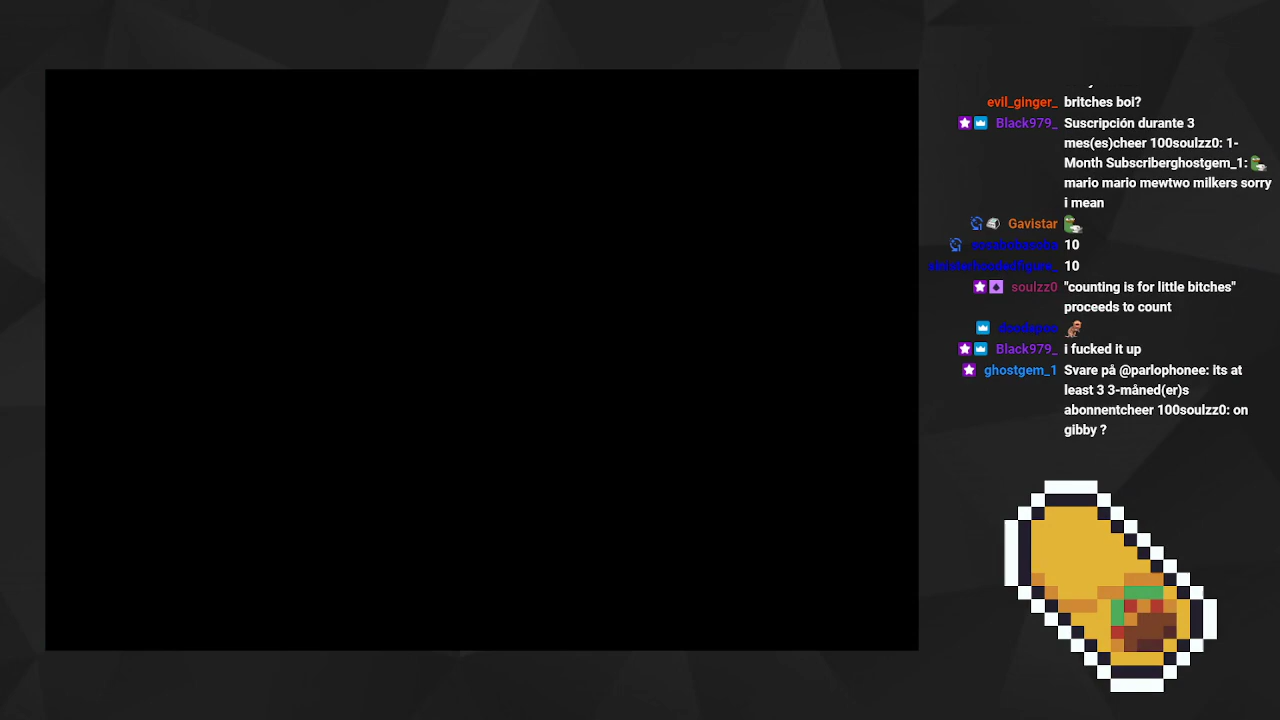 evil_ginger_ britches boi?
Black979_ Suscripción durante 3
mes(es)cheer 100soulzz0: 1-
Month Subscriberghostgem_1:
mario mario mewtwo milkers sorry
i mean
Gavistar
10
10
soulzz0 "counting is for little bitches"
proceeds to count
Black979_ i fucked it up
ghostgem_1 Svare på @parlophonee: its at
least 3 3-måned(er)s
abonnentcheer 100soulzz0: on
gibby ?